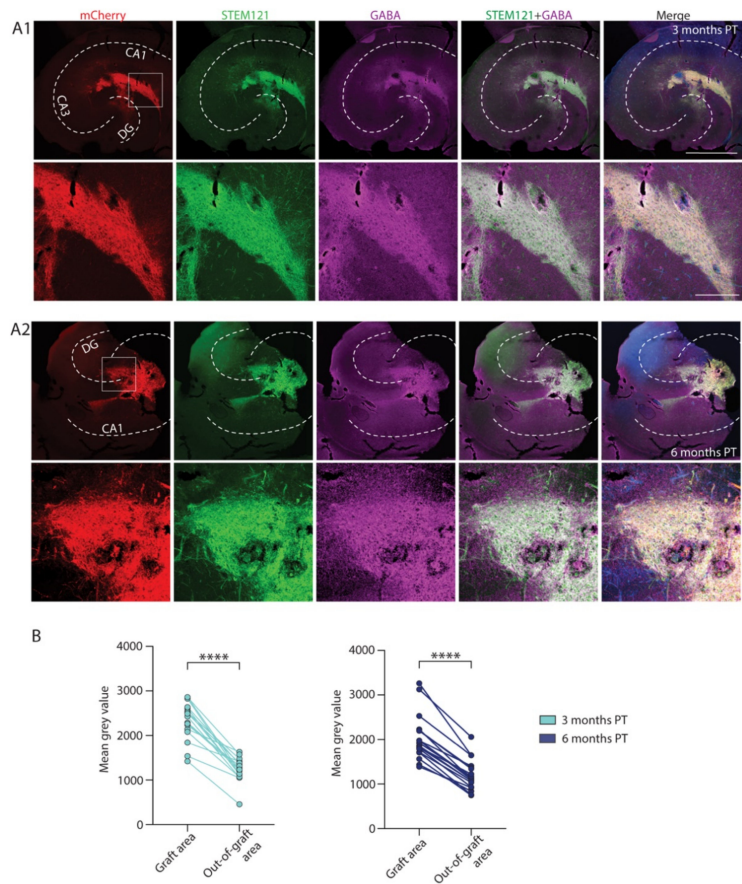 A1
mCherry STEM121 GABA STEM121+GABA Merge
3 months PT
CA1
CA3
DG
A2
DG
CA1
6 months PT
B
**** ****
4000
3000
2000
1000
0
Mean grey value
Graft area
Out-of-graft
area
4000
3000
2000
1000
0
Mean grey value
Graft area
Out-of-graft
area
3 months PT
6 months PT